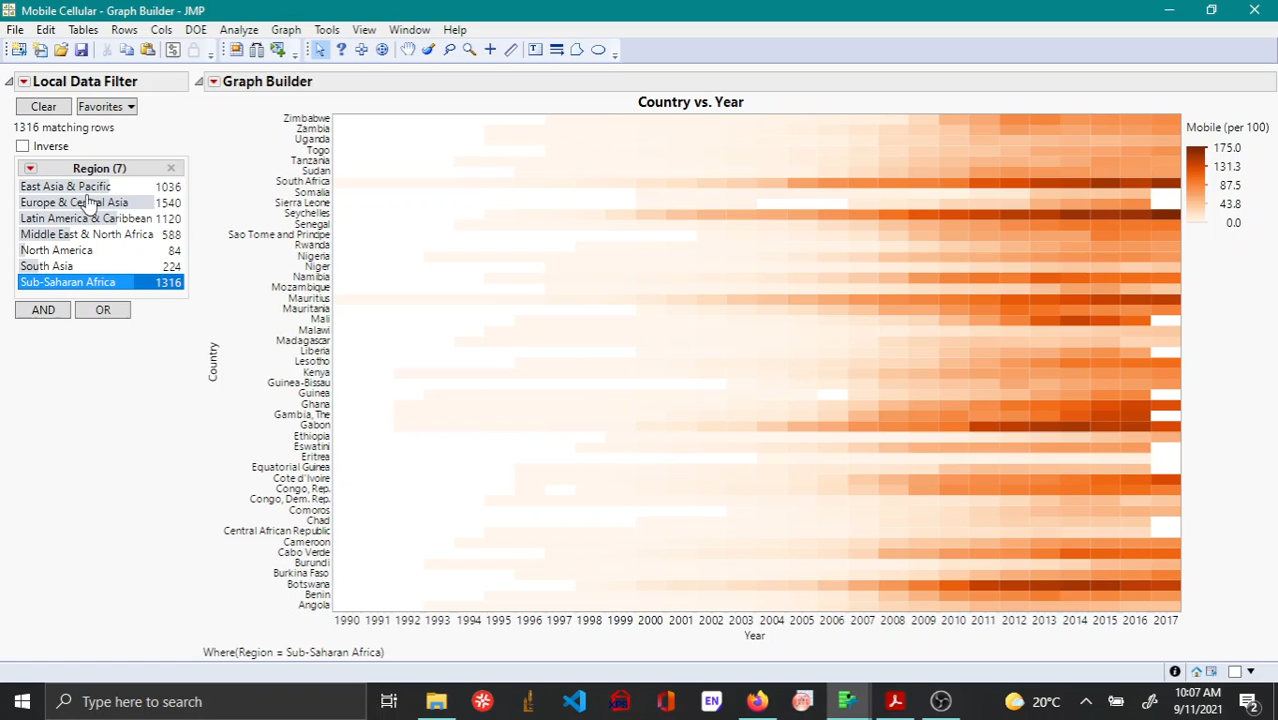 Mobile Cellular - Graph Builder - JMP
File Edit Tables Rows Cols DOE Analyze Graph Tools View Window Help
Local Data Filter
Graph Builder
Clear Favorites
1316 matching rows
Inverse
Region (7)
East Asia & Pacific 1036
Europe & Central Asia 1540
Latin America & Caribbean 1120
Middle East & North Africa 588
North America 84
South Asia 224
Sub-Saharan Africa 1316
AND OR
Country vs. Year
Zimbabwe
Zambia
Uganda
Togo
Tanzania
Sudan
South Africa
Somalia
Sierra Leone
Seychelles
Senegal
Sao Tome and Principe
Rwanda
Nigeria
Niger
Namibia
Mozambique
Mauritius
Mauritania
Mali
Malawi
Madagascar
Liberia
Lesotho
Kenya
Guinea-Bissau
Guinea
Ghana
Gambia, The
Gabon
Ethiopia
Eswatini
Eritrea
Equatorial Guinea
Cote d'Ivoire
Congo, Rep.
Congo, Dem. Rep.
Comoros
Chad
Central African Republic
Cameroon
Cabo Verde
Burundi
Burkina Faso
Botswana
Benin
Angola
Country
1990 1991 1992 1993 1994 1995 1996 1997 1998 1999 2000 2001 2002 2003 2004 2005 2006 2007 2008 2009 2010 2011 2012 2013 2014 2015 2016 2017
Year
Mobile (per 100)
175.0
131.3
87.5
43.8
0.0
Where(Region = Sub-Saharan Africa)
Type here to search
EN
20°C
10:07 AM
9/11/2021
2